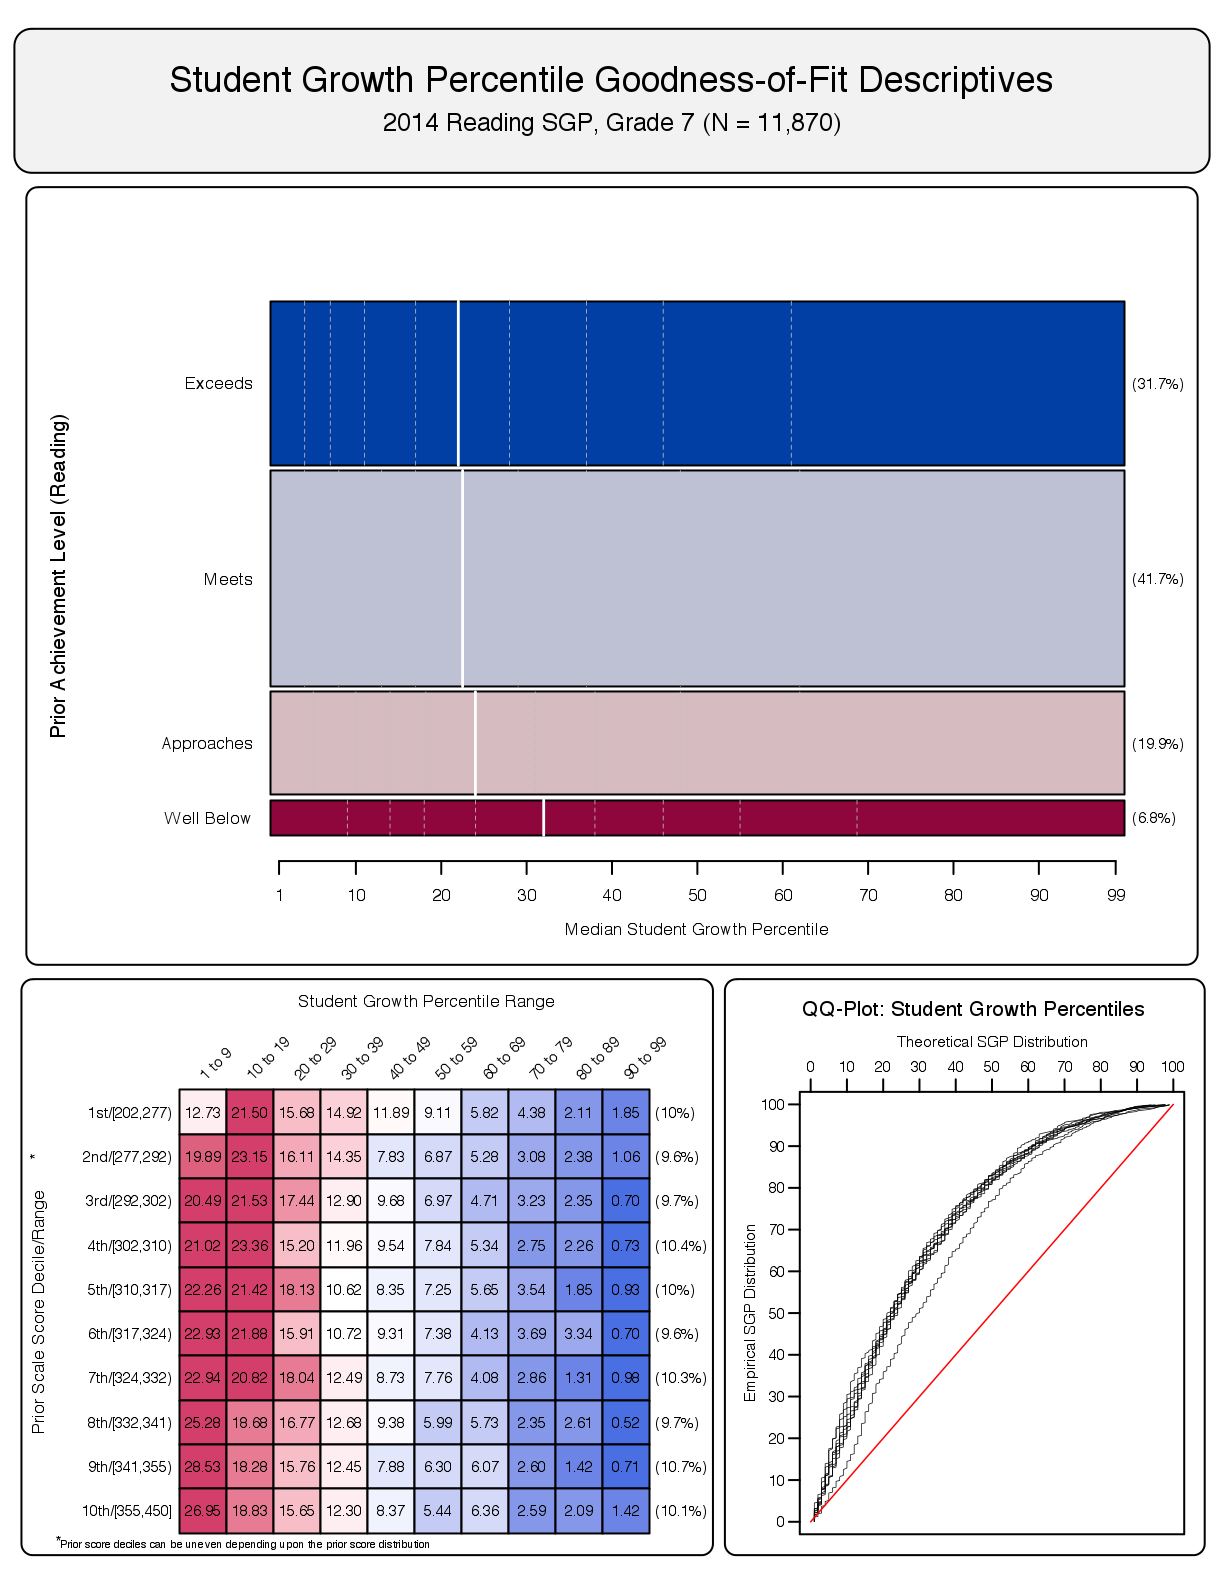 Student Growth Percentile Goodness-of-Fit Descriptives
2014 Reading SGP, Grade 7 (N = 11,870)
Prior Achievement Level (Reading)
Exceeds (31.7%)
Meets (41.7%)
Approaches (19.9%)
Well Below (6.8%)
1 10 20 30 40 50 60 70 80 90 99
Median Student Growth Percentile
Student Growth Percentile Range
1 to 9 10 to 19 20 to 29 30 to 39 40 to 49 50 to 59 60 to 69 70 to 79 80 to 89 90 to 99
* Prior Scale Score Decile/Range
1st/[202,277) 12.73 21.50 15.68 14.92 11.89 9.11 5.82 4.38 2.11 1.85 (10%)
2nd/[277,292) 19.89 23.15 16.11 14.35 7.83 6.87 5.28 3.08 2.38 1.06 (9.6%)
3rd/[292,302) 20.49 21.53 17.44 12.90 9.68 6.97 4.71 3.23 2.35 0.70 (9.7%)
4th/[302,310) 21.02 23.36 15.20 11.96 9.54 7.84 5.34 2.75 2.26 0.73 (10.4%)
5th/[310,317) 22.26 21.42 18.13 10.62 8.35 7.25 5.65 3.54 1.85 0.93 (10%)
6th/[317,324) 22.93 21.88 15.91 10.72 9.31 7.38 4.13 3.69 3.34 0.70 (9.6%)
7th/[324,332) 22.94 20.82 18.04 12.49 8.73 7.76 4.08 2.86 1.31 0.98 (10.3%)
8th/[332,341) 25.28 18.68 16.77 12.68 9.38 5.99 5.73 2.35 2.61 0.52 (9.7%)
9th/[341,355) 28.53 18.28 15.76 12.45 7.88 6.30 6.07 2.60 1.42 0.71 (10.7%)
10th/[355,450] 26.95 18.83 15.65 12.30 8.37 5.44 6.36 2.59 2.09 1.42 (10.1%)
*Prior score deciles can be uneven depending upon the prior score distribution
QQ-Plot: Student Growth Percentiles
Theoretical SGP Distribution
0 10 20 30 40 50 60 70 80 90 100
Empirical SGP Distribution
100
90
80
70
60
50
40
30
20
10
0